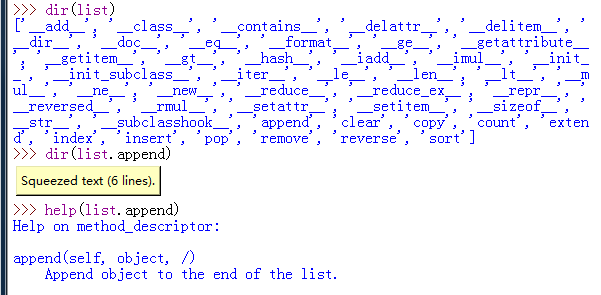 >>> dir(list)
['__add__', '__class__', '__contains__', '__delattr__', '__delitem__', '
__dir__', '__doc__', '__eq__', '__format__', '__ge__', '__getattribute__
', '__getitem__', '__gt__', '__hash__', '__iadd__', '__imul__', '__init_
_', '__init_subclass__', '__iter__', '__le__', '__len__', '__lt__', '__m
ul__', '__ne__', '__new__', '__reduce__', '__reduce_ex__', '__repr__', '
__reversed__', '__rmul__', '__setattr__', '__setitem__', '__sizeof__', '
__str__', '__subclasshook__', 'append', 'clear', 'copy', 'count', 'exten
d', 'index', 'insert', 'pop', 'remove', 'reverse', 'sort']
>>> dir(list.append)
Squeezed text (6 lines).
>>> help(list.append)
Help on method_descriptor:
append(self, object, /)
Append object to the end of the list.